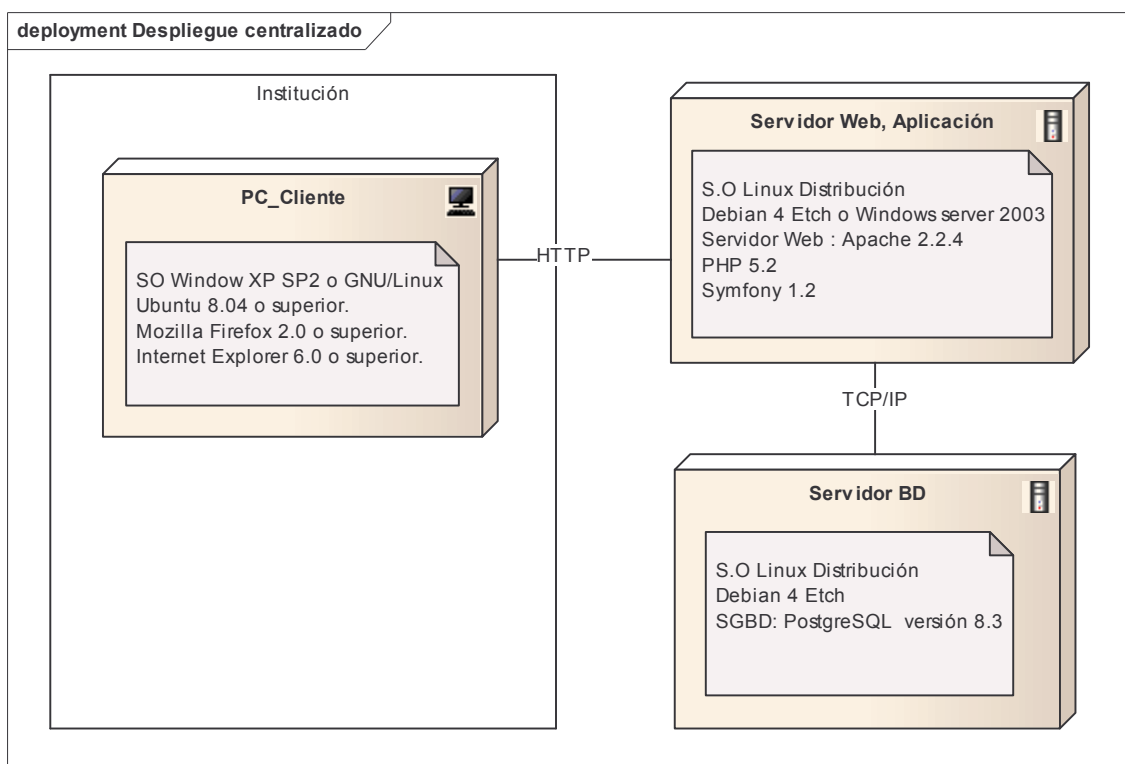 deployment Despliegue centralizado
Institución
PC_Cliente
SO Window XP SP2 o GNU/Linux
Ubuntu 8.04 o superior.
Mozilla Firefox 2.0 o superior.
Internet Explorer 6.0 o superior.
HTTP
Servidor Web, Aplicación
S.O Linux Distribución
Debian 4 Etch o Windows server 2003
Servidor Web : Apache 2.2.4
PHP 5.2
Symfony 1.2
TCP/IP
Servidor BD
S.O Linux Distribución
Debian 4 Etch
SGBD: PostgreSQL versión 8.3